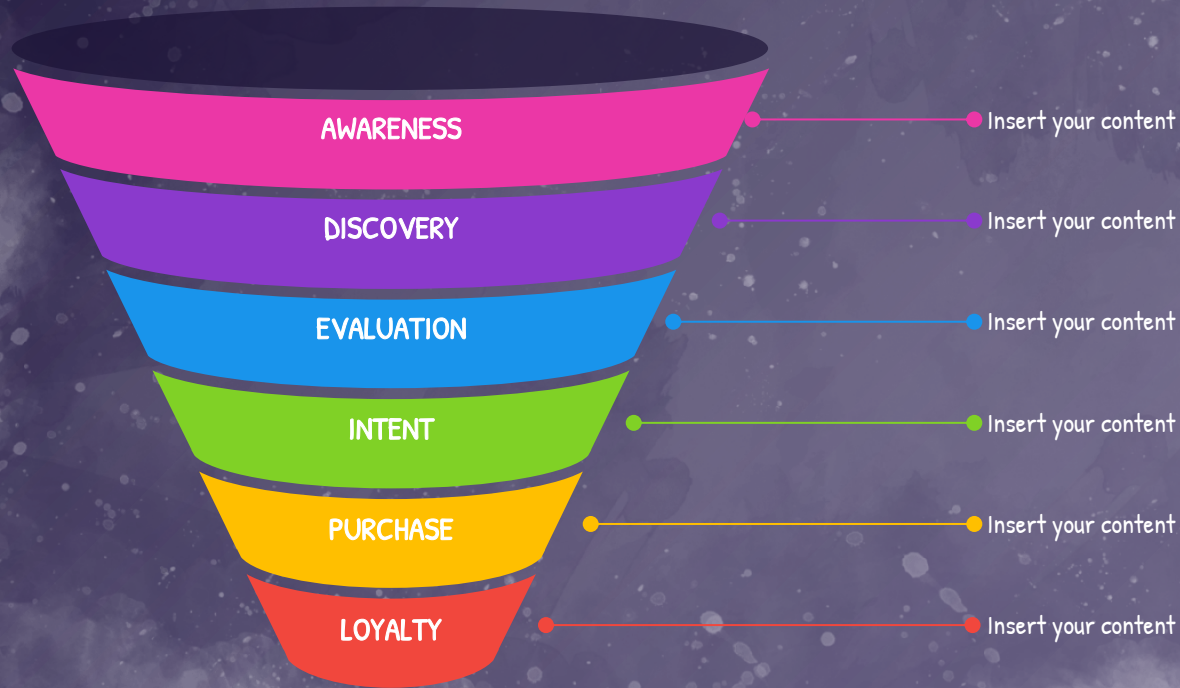 AWARENESS
Insert your content
DISCOVERY
Insert your content
EVALUATION
Insert your content
INTENT
Insert your content
PURCHASE
Insert your content
LOYALTY
Insert your content